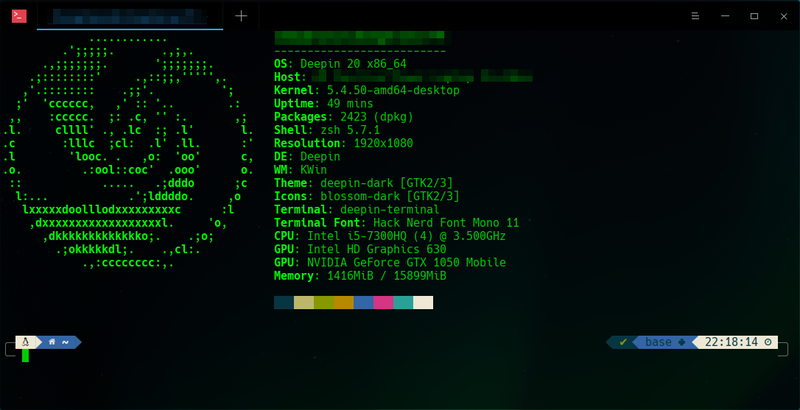 OS: Deepin 20 x86_64
Host:
Kernel: 5.4.50-amd64-desktop
Uptime: 49 mins
Packages: 2423 (dpkg)
Shell: zsh 5.7.1
Resolution: 1920x1080
DE: Deepin
WM: KWin
Theme: deepin-dark [GTK2/3]
Icons: blossom-dark [GTK2/3]
Terminal: deepin-terminal
Terminal Font: Hack Nerd Font Mono 11
CPU: Intel i5-7300HQ (4) @ 3.500GHz
GPU: Intel HD Graphics 630
GPU: NVIDIA GeForce GTX 1050 Mobile
Memory: 1416MiB / 15899MiB
~ base 22:18:14